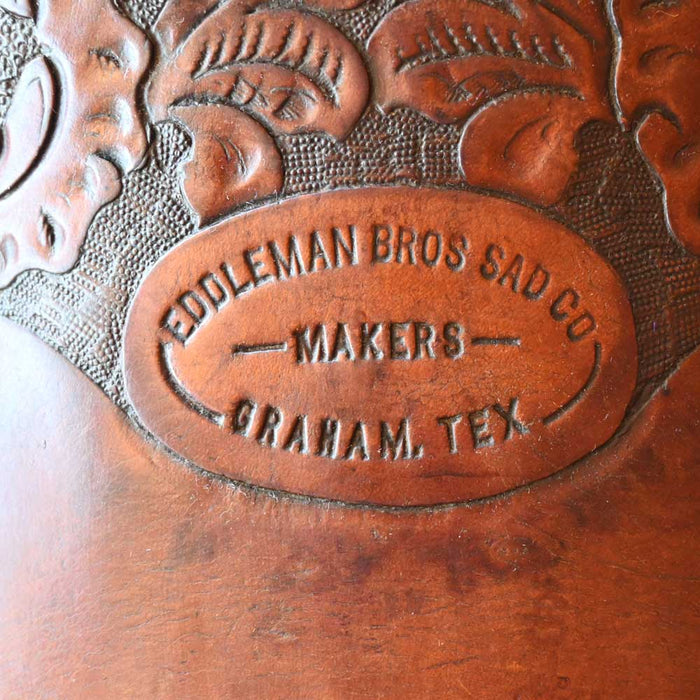 EDDLEMAN BROS SAD CO
MAKERS
GRAHAM, TEX